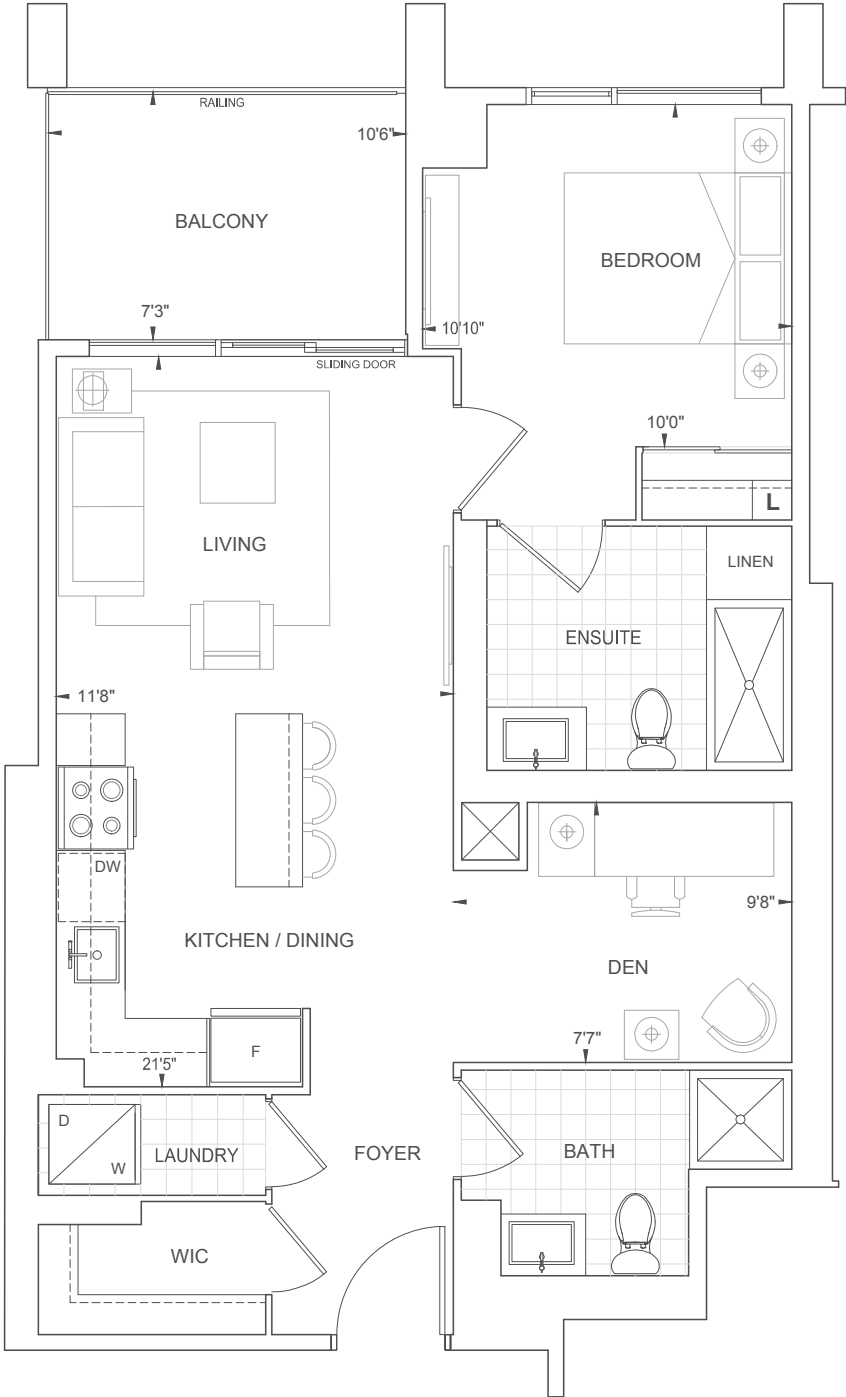 RAILING
10'6"
BALCONY
BEDROOM
7'3"
10'10"
SLIDING DOOR
10'0"
L
LIVING
LINEN
ENSUITE
11'8"
DW
9'8"
KITCHEN / DINING
DEN
7'7"
F
21'5"
D
W
LAUNDRY
FOYER
BATH
WIC